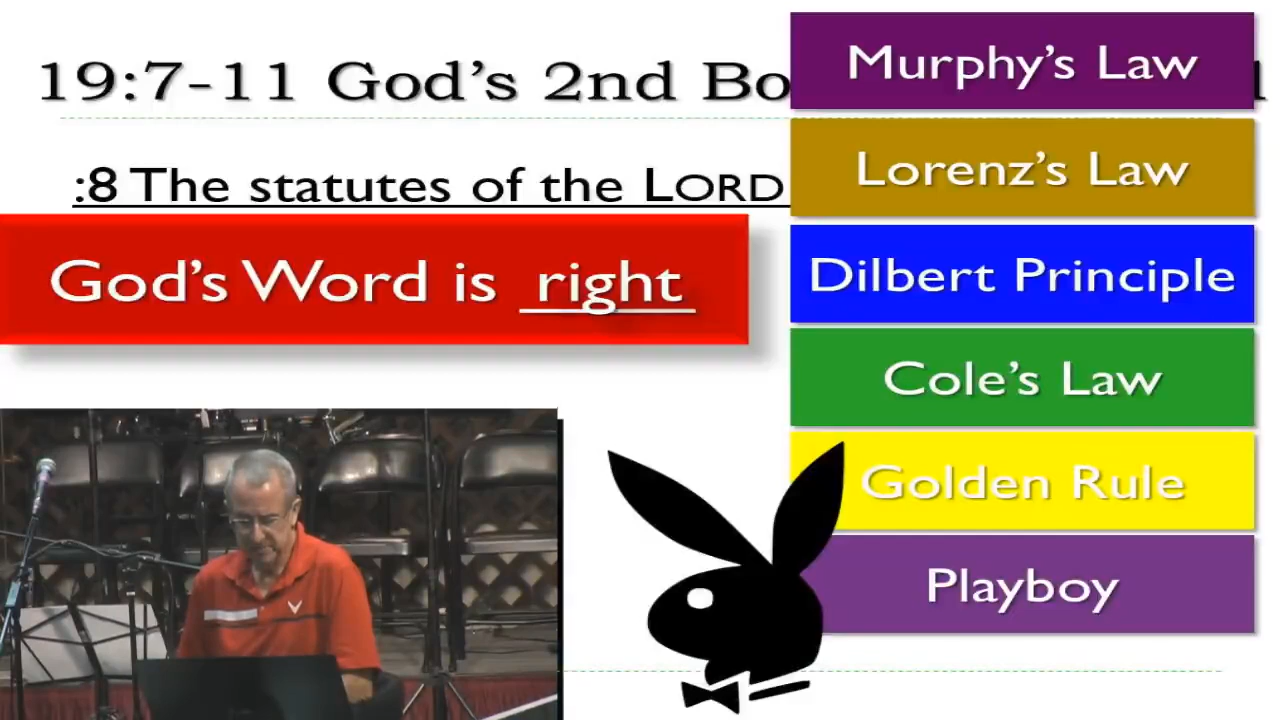 19:7-11 God's 2nd Bo
:8 The statutes of the LORD
God's Word is right
Murphy's Law
Lorenz's Law
Dilbert Principle
Cole's Law
Golden Rule
Playboy